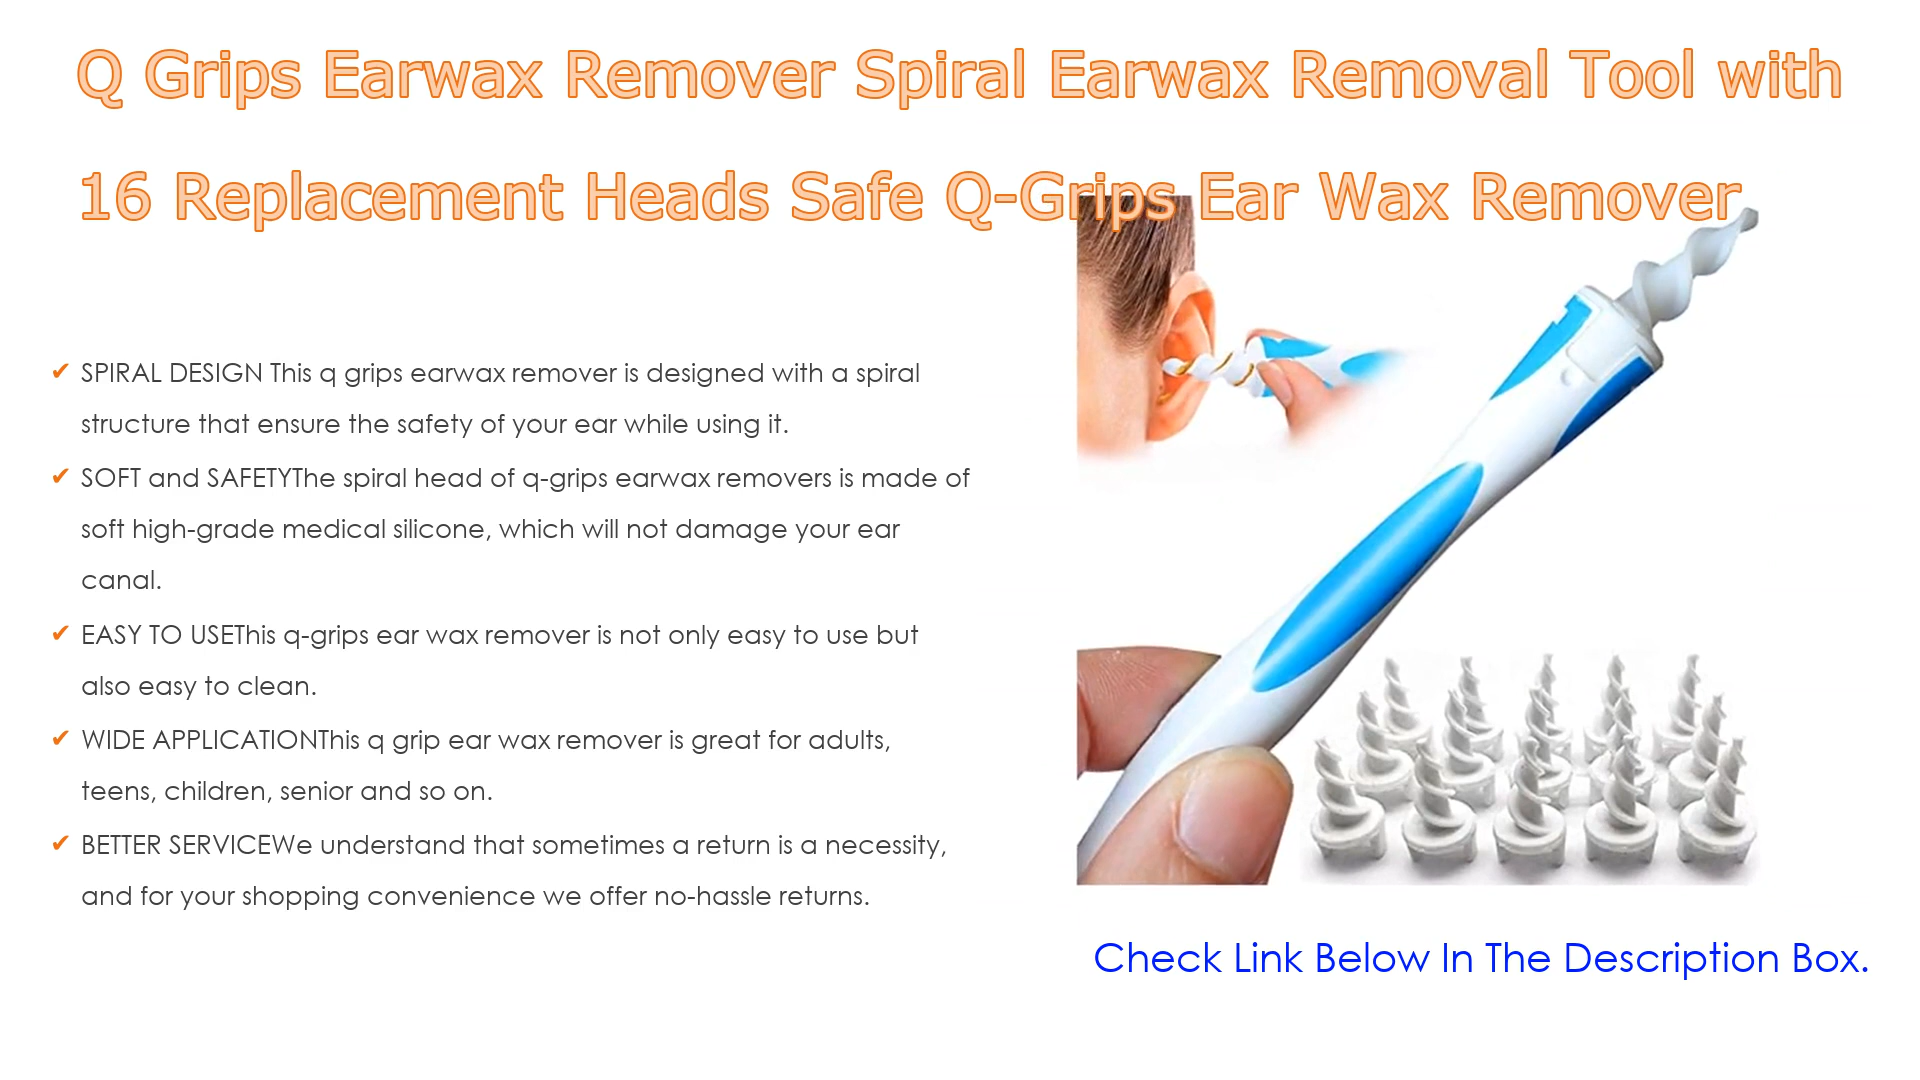 Q Grips Earwax Remover Spiral Earwax Removal Tool with
16 Replacement Heads Safe Q-Grips Ear Wax Remover
✔ SPIRAL DESIGN This q grips earwax remover is designed with a spiral
structure that ensure the safety of your ear while using it.
✔ SOFT and SAFETYThe spiral head of q-grips earwax removers is made of
soft high-grade medical silicone, which will not damage your ear
canal.
✔ EASY TO USEThis q-grips ear wax remover is not only easy to use but
also easy to clean.
✔ WIDE APPLICATIONThis q grip ear wax remover is great for adults,
teens, children, senior and so on.
✔ BETTER SERVICEWe understand that sometimes a return is a necessity,
and for your shopping convenience we offer no-hassle returns.
Check Link Below In The Description Box.